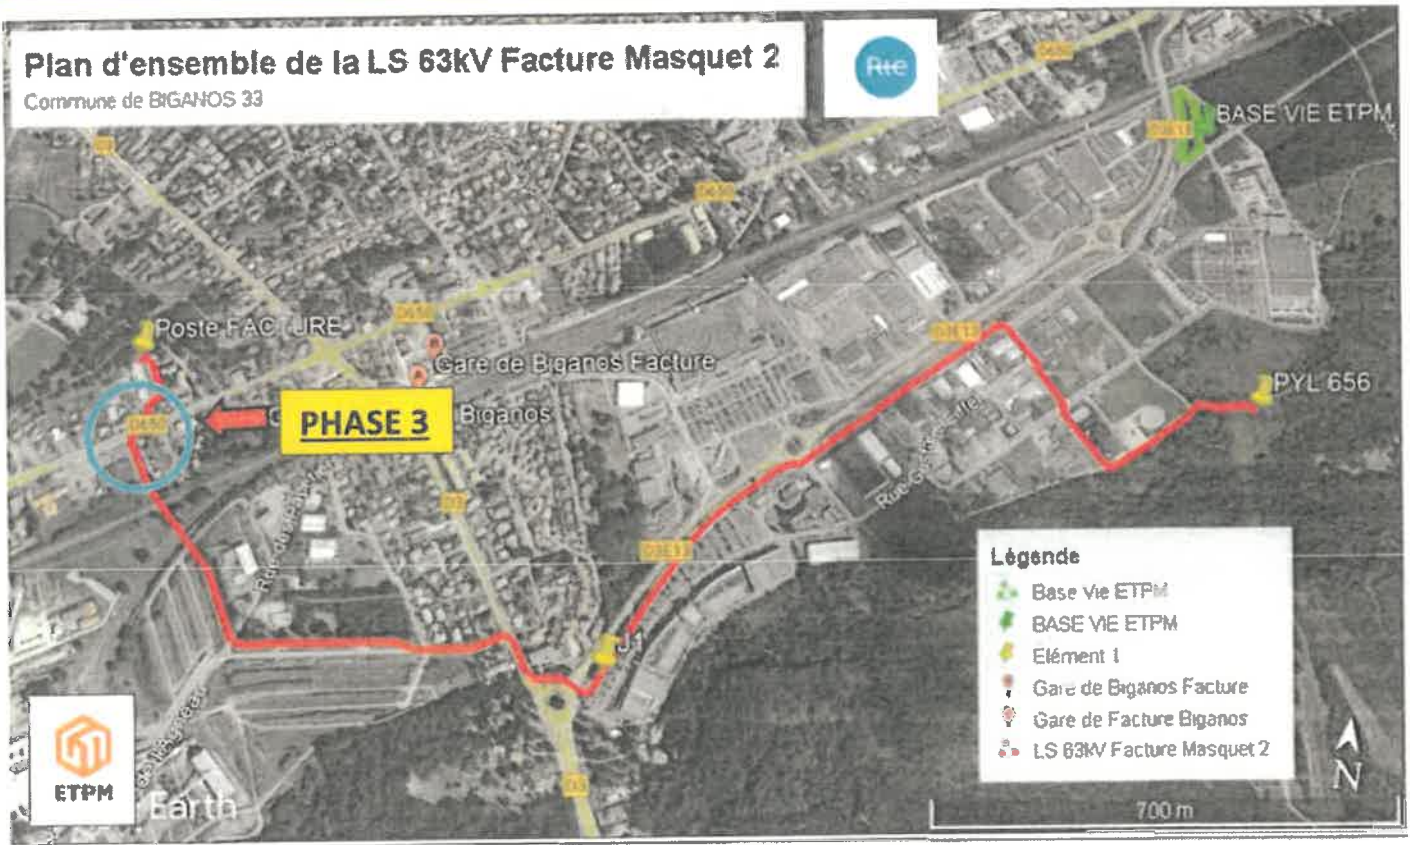 Plan d'ensemble de la LS 63kV Facture Masquet 2
Commune de BIGANOS 33
Rte
D650
BASE VIE ETPM
D3E13
D3
D650
D650
Poste FACTURE
D3E13
Gare de Biganos Facture
PYL 656
PHASE 3
Biganos
D650
D3
D3E13
J1
Légende
Base Vie ETPM
BASE VIE ETPM
Elément 1
Gare de Biganos Facture
Gare de Facture Biganos
LS 63kV Facture Masquet 2
ETPM
Earth
D3
N
700 m